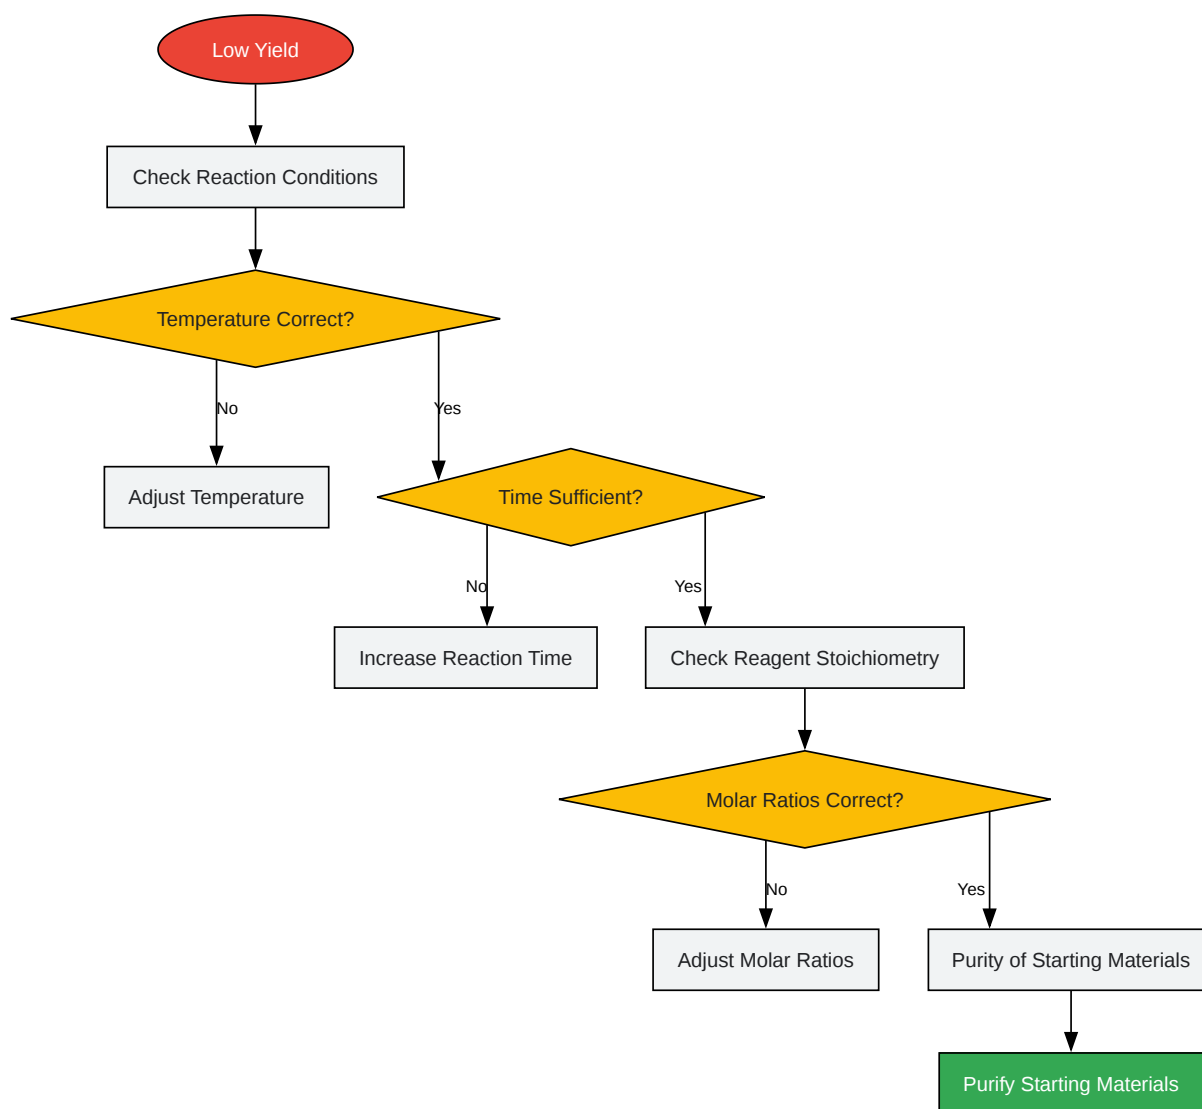 Low Yield
Check Reaction Conditions
Temperature Correct?
No
Yes
Adjust Temperature
Time Sufficient?
No
Yes
Increase Reaction Time
Check Reagent Stoichiometry
Molar Ratios Correct?
No
Yes
Adjust Molar Ratios
Purity of Starting Materials
Purify Starting Materials